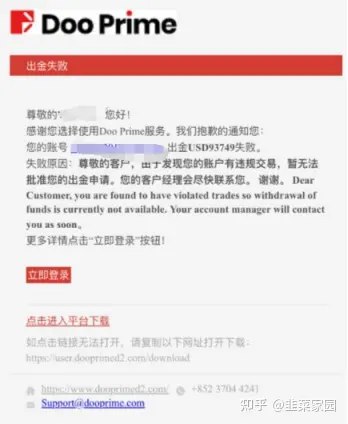 Doo Prime
出金失败
尊敬的 您好！
感谢您选择使用Doo Prime服务。我们抱歉的通知您：
您的账号 出金USD93749失败。
失败原因：尊敬的客户，由于发现您的账户有违规交易，暂无法
批准您的出金申请。您的客户经理会尽快联系您。 谢谢。 Dear
Customer, you are found to have violated trades so withdrawal of
funds is currently not available. Your account manager will contact
you as soon。
更多详情点击“立即登录”按钮！
立即登录
点击进入平台下载
如点击链接无法打开，请复制以下网址打开下载：
https://user.dooprimed2.com/download
https://www.dooprimed2.com/ +852 3704 4241
Support@dooprime.com
知乎 @韭菜家园